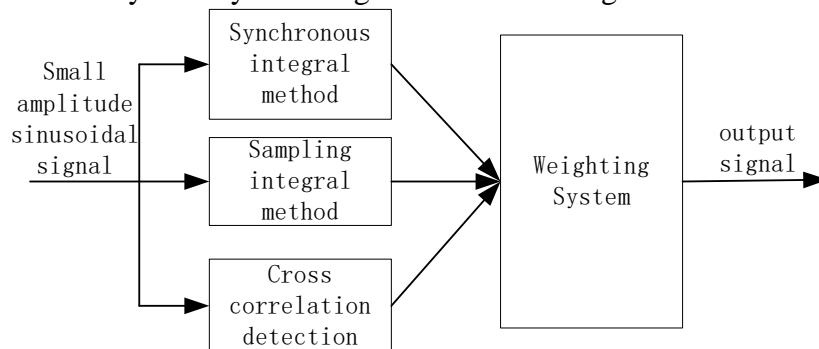 Small
amplitude
sinusoidal
signal
Synchronous
integral
method
Sampling
integral
method
Cross
correlation
detection
Weighting
System
output
signal